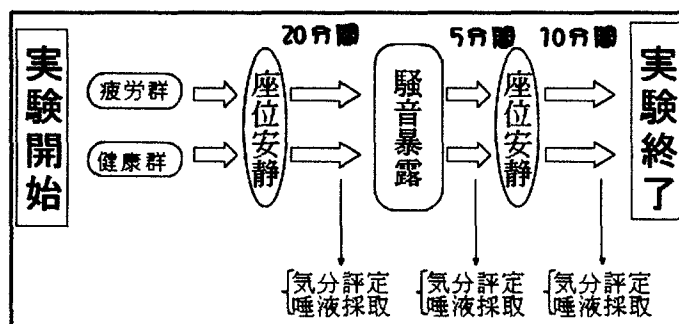 20分間
5分間
10分間
実験開始
疲労群
健康群
座位安静
騒音暴露
座位安静
実験終了
気分評定
唾液採取
気分評定
唾液採取
気分評定
唾液採取